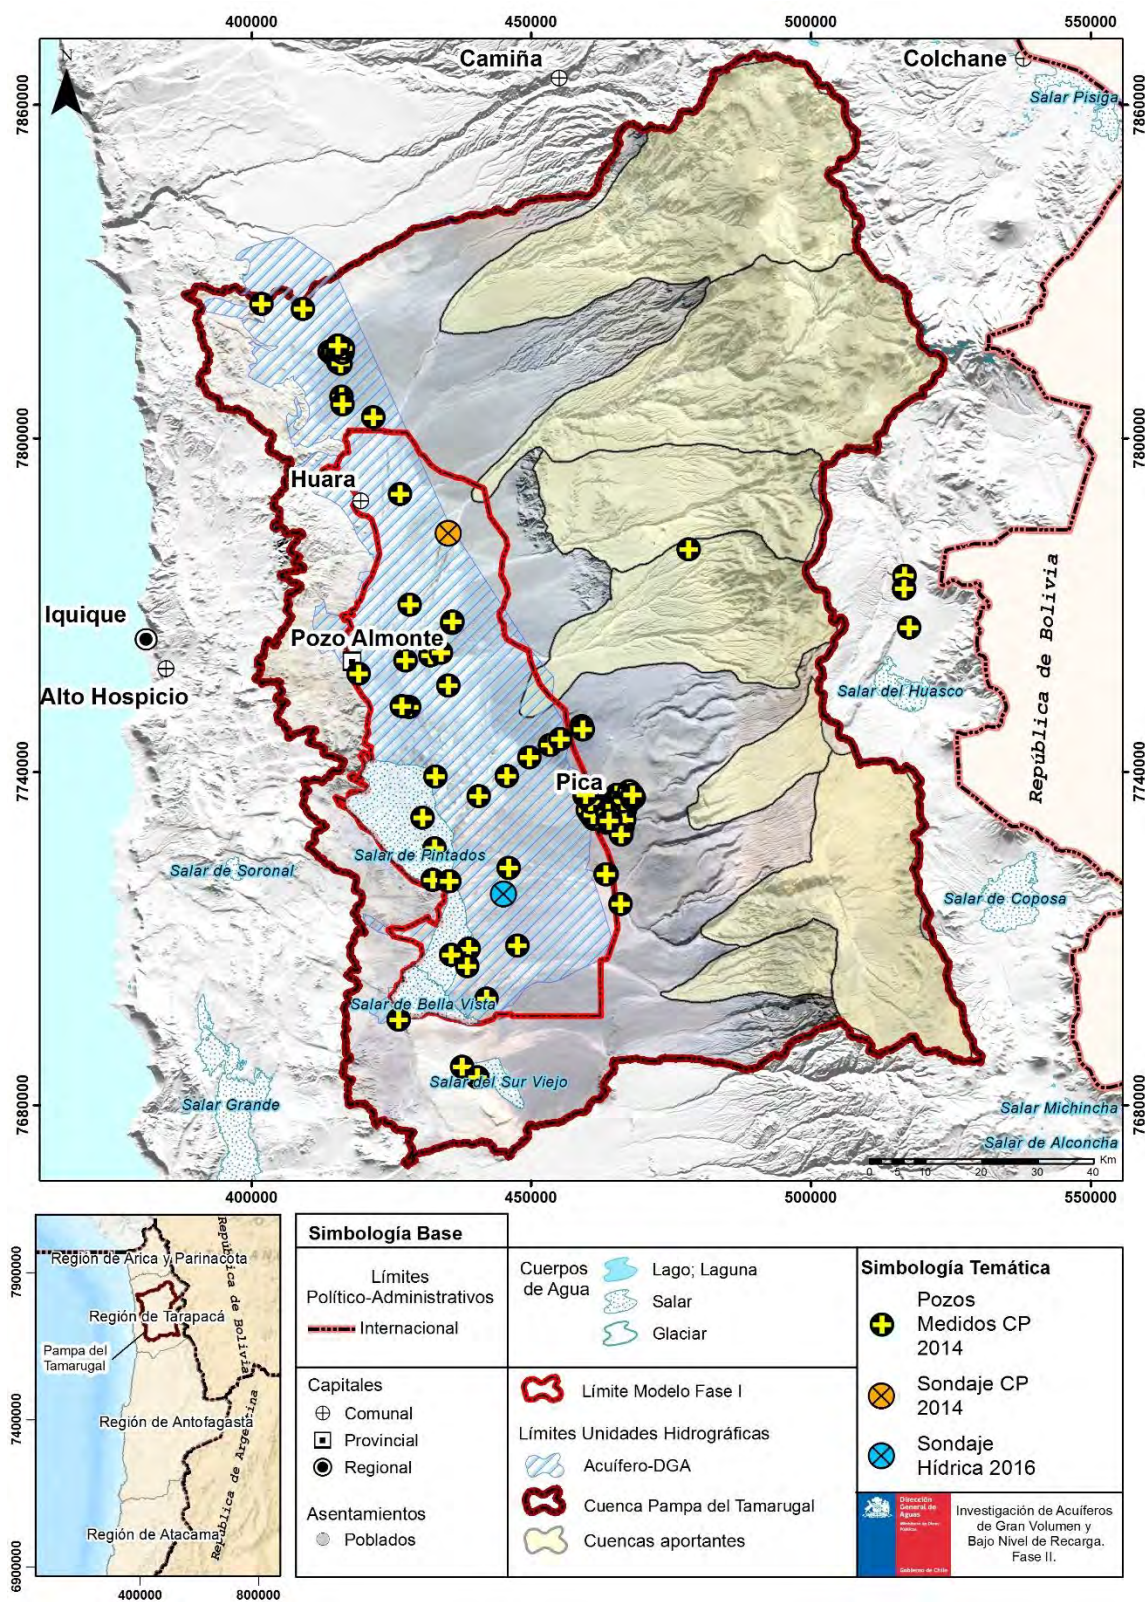 400000
450000
500000
550000
N
Camiña
Colchane
Salar Pisiga
7860000
7860000
7800000
7800000
Huara
Iquique
Pozo Almonte
Alto Hospicio
República de Bolivia
Salar del Huasco
7740000
7740000
Pica
Salar de Pintados
Salar de Soronal
Salar de Coposa
Salar de Bella Vista
Salar del Sur Viejo
Salar Grande
7680000
7680000
Salar Michincha
Salar de Alconcha
Km
0
5
10
20
30
40
400000
450000
500000
550000
República de Bolivia
Región de Arica y Parinacota
7900000
Región de Tarapacá
Pampa del
Tamarugal
7400000
Región de Antofagasta
República de Argentina
Región de Atacama
6900000
400000
800000
Simbología Base
Límites
Político-Administrativos
Internacional
Cuerpos
de Agua
Lago; Laguna
Salar
Glaciar
Capitales
Comunal
Provincial
Regional
Asentamientos
Poblados
Límite Modelo Fase I
Límites Unidades Hidrográficas
Acuífero-DGA
Cuenca Pampa del Tamarugal
Cuencas aportantes
Simbología Temática
Pozos
Medidos CP
2014
Sondaje CP
2014
Sondaje
Hídrica 2016
Dirección
General de
Aguas
Gobierno de Chile
Investigación de Acuíferos
de Gran Volumen y
Bajo Nivel de Recarga.
Fase II.